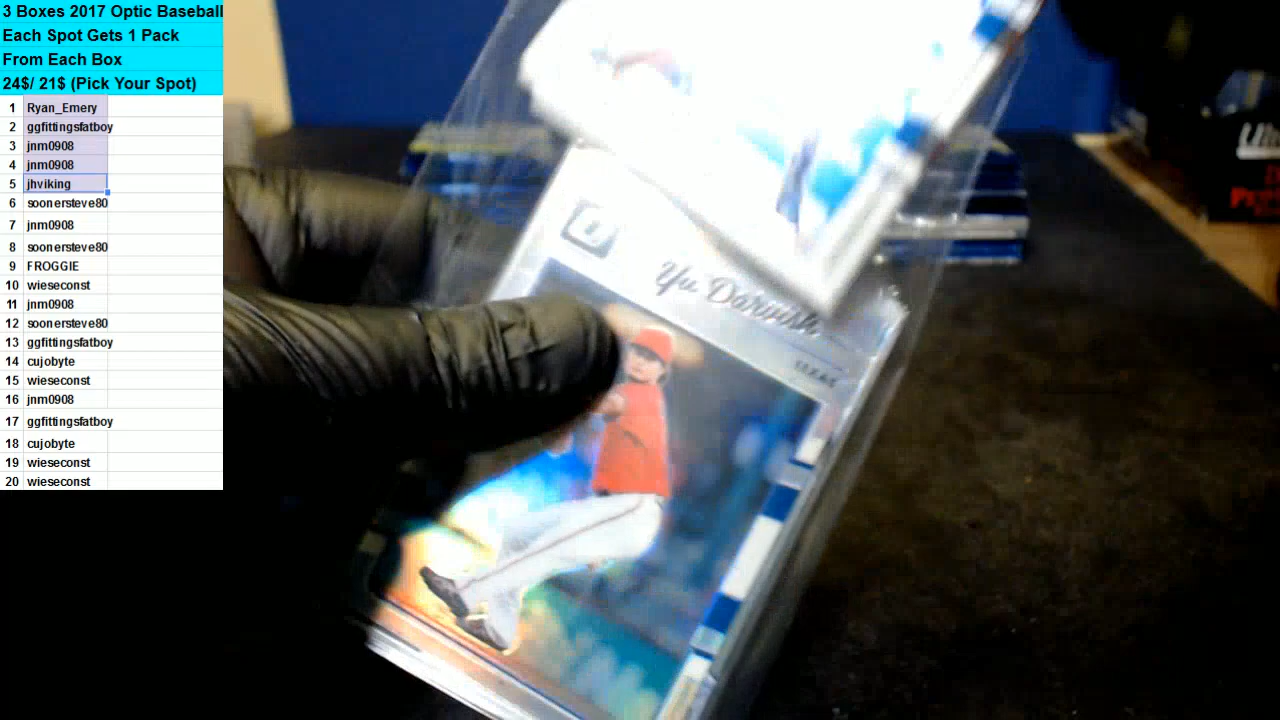 3 Boxes 2017 Optic Baseball
Each Spot Gets 1 Pack
From Each Box
24$/ 21$ (Pick Your Spot)
1 Ryan_Emery
2 ggfittingsfatboy
3 jnm0908
4 jnm0908
5 jhviking
6 soonersteve80
7 jnm0908
8 soonersteve80
9 FROGGIE
10 wieseconst
11 jnm0908
12 soonersteve80
13 ggfittingsfatboy
14 cujobyte
15 wieseconst
16 jnm0908
17 ggfittingsfatboy
18 cujobyte
19 wieseconst
20 wieseconst
Yu Darvish
TEXAS